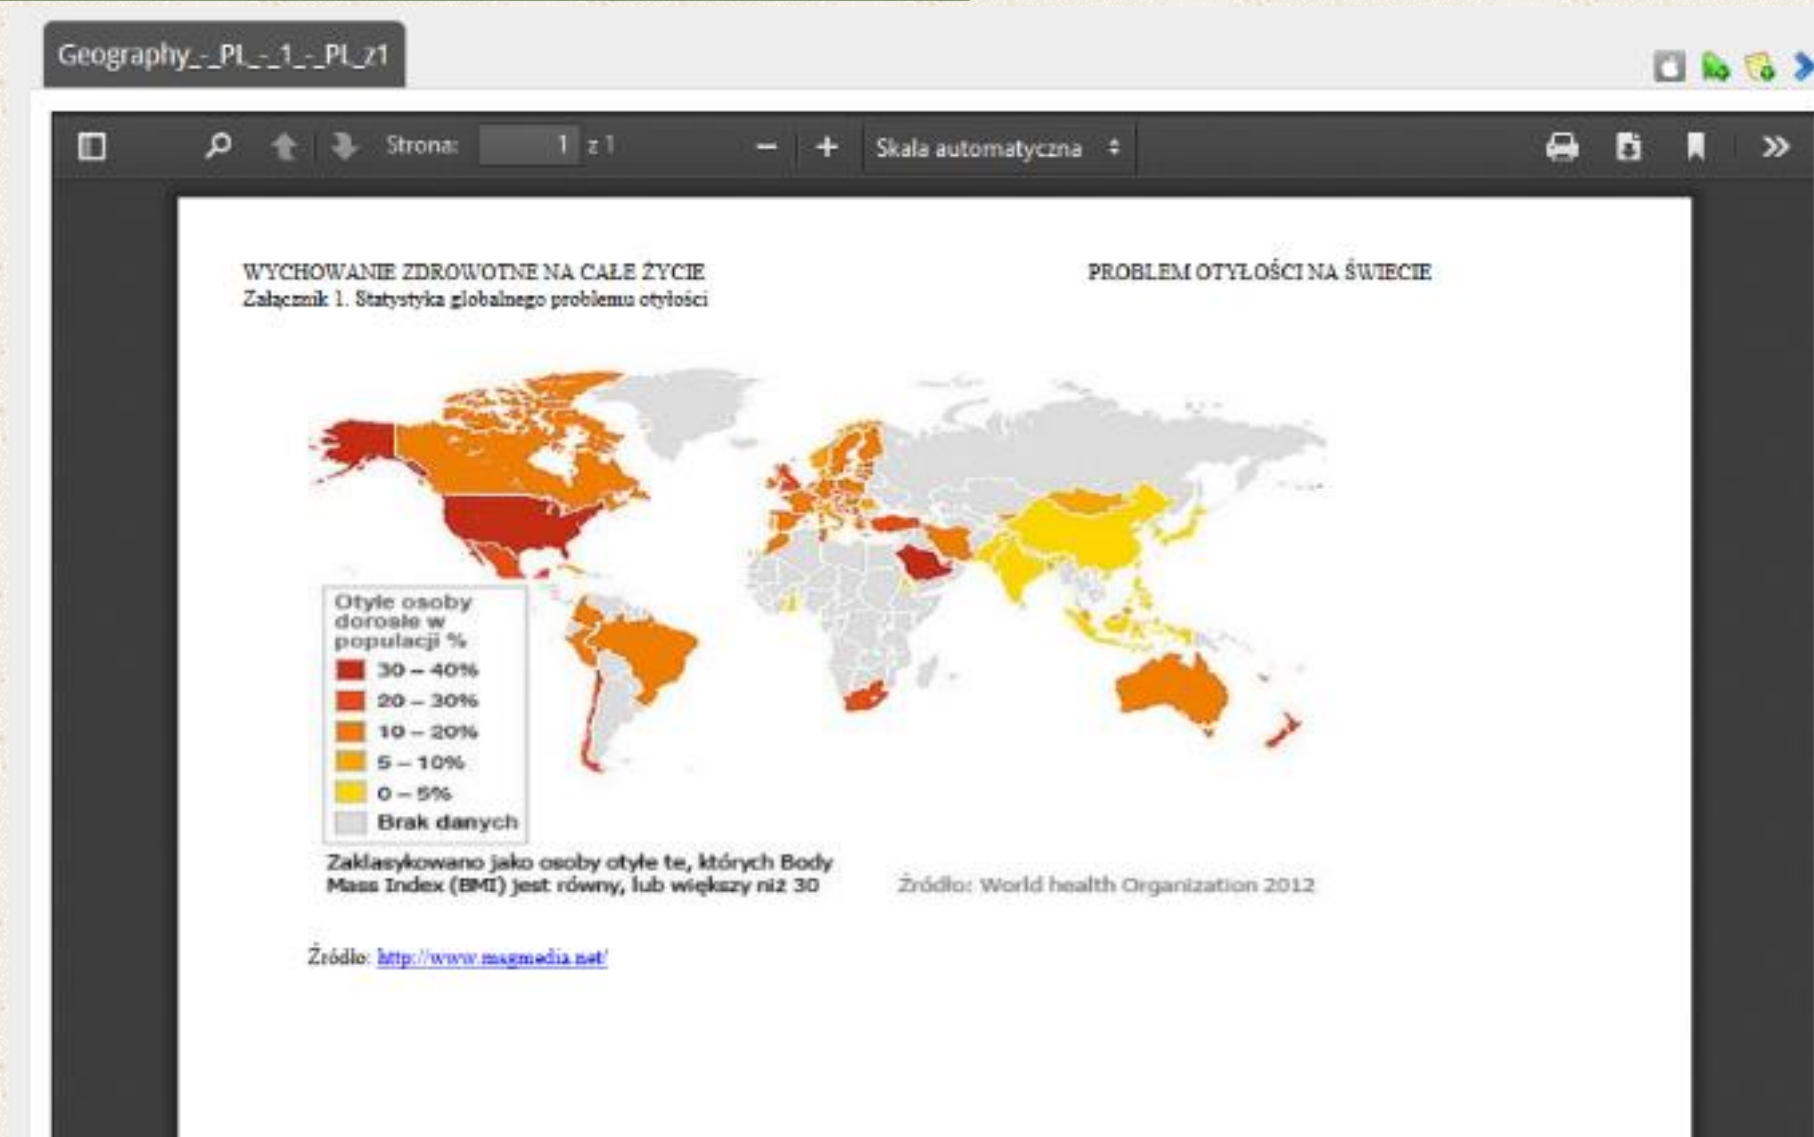 Geography_-_PL_-_1_-_PL_z1
Strona: 1 z 1
Skala automatyczna
WYCHOWANIE ZDROWOTNE NA CAŁE ŻYCIE
PROBLEM OTYŁOŚCI NA ŚWIECIE
Załącznik 1. Statystyka globalnego problemu otyłości
Otyłe osoby
dorosłe w
populacji %
30 – 40%
20 – 30%
10 – 20%
5 – 10%
0 – 5%
Brak danych
Zaklasykowano jako osoby otyłe te, których Body
Mass Index (BMI) jest równy, lub większy niż 30
Źródło: World health Organization 2012
Źródło: http://www.msgmedia.net/